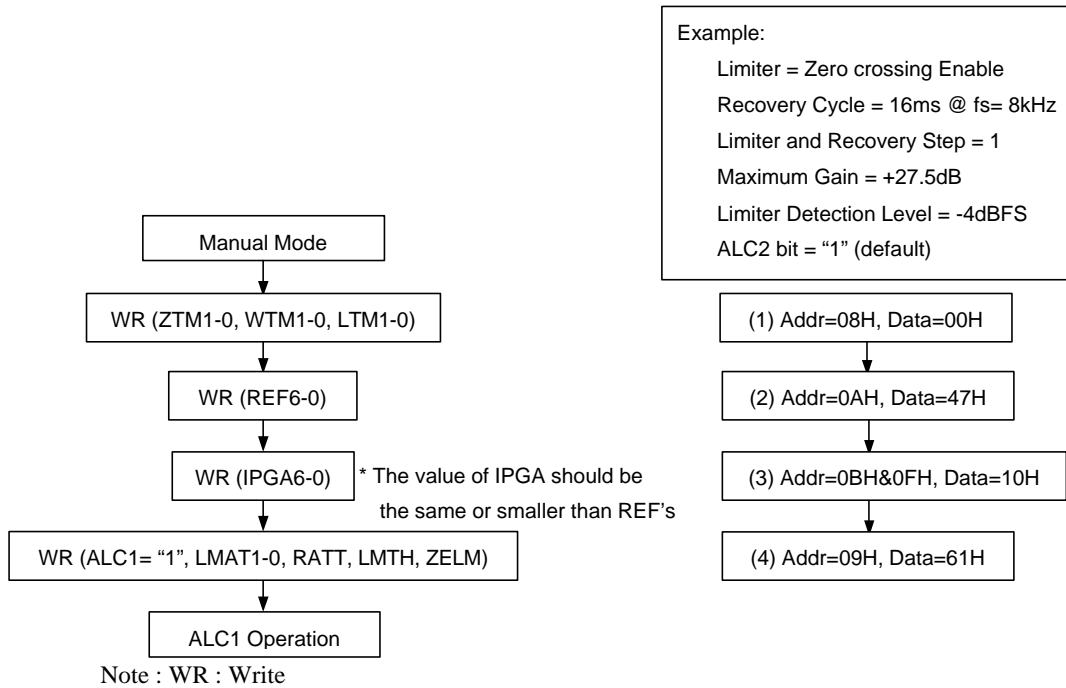 Example:
Limiter = Zero crossing Enable
Recovery Cycle = 16ms @ fs= 8kHz
Limiter and Recovery Step = 1
Maximum Gain = +27.5dB
Limiter Detection Level = -4dBFS
ALC2 bit = “1” (default)
Manual Mode
WR (ZTM1-0, WTM1-0, LTM1-0)
WR (REF6-0)
WR (IPGA6-0)
* The value of IPGA should be
the same or smaller than REF’s
WR (ALC1= “1”, LMAT1-0, RATT, LMTH, ZELM)
ALC1 Operation
Note : WR : Write
(1) Addr=08H, Data=00H
(2) Addr=0AH, Data=47H
(3) Addr=0BH&0FH, Data=10H
(4) Addr=09H, Data=61H